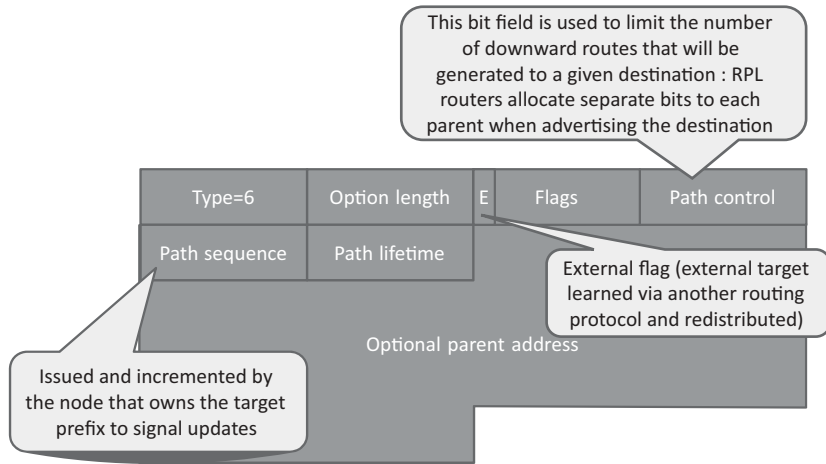 This bit field is used to limit the number
of downward routes that will be
generated to a given destination : RPL
routers allocate separate bits to each
parent when advertising the destination
Type=6
Option length
E
Flags
Path control
Path sequence
Path lifetime
External flag (external target
learned via another routing
protocol and redistributed)
Optional parent address
Issued and incremented by
the node that owns the target
prefix to signal updates